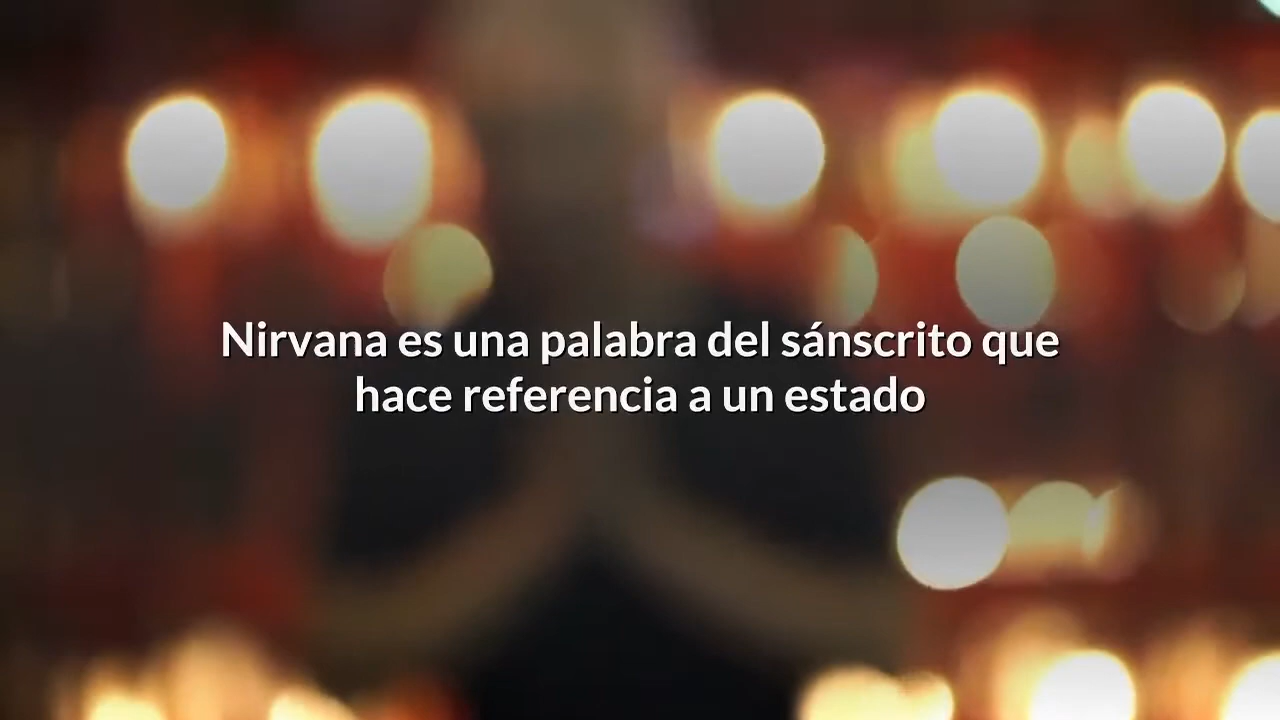 Nirvana es una palabra del sánscrito que
hace referencia a un estado